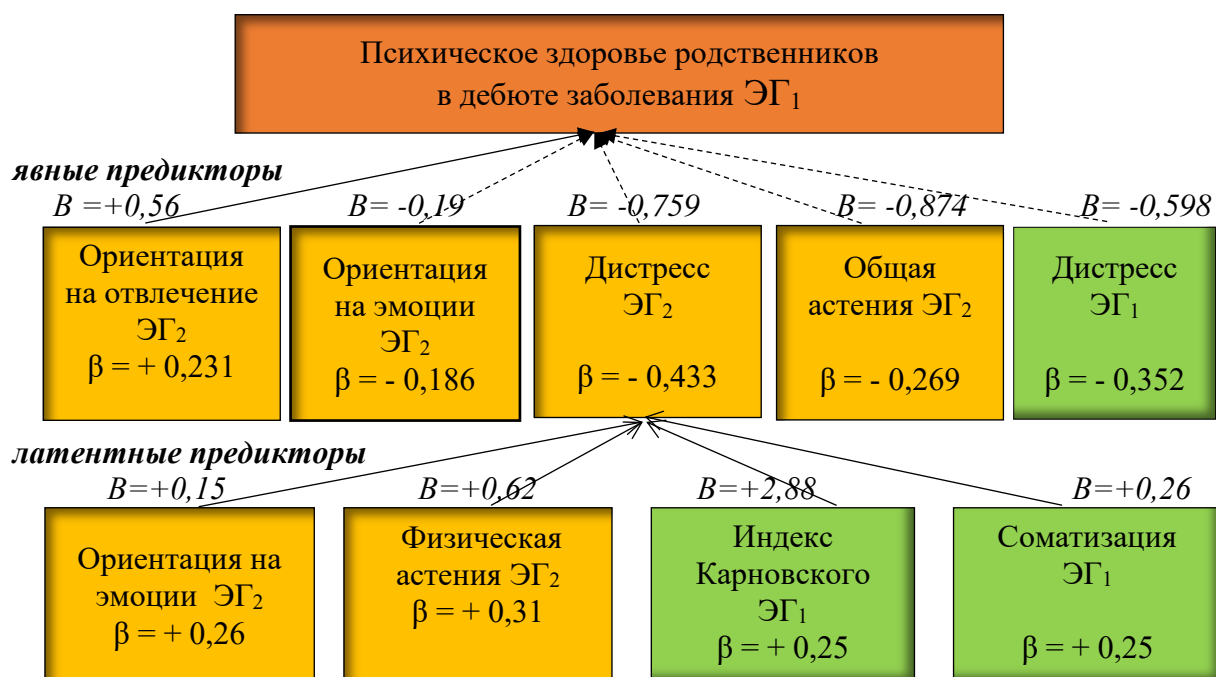 Психическое здоровье родственников
в дебюте заболевания ЭГ₁
явные предикторы
B =+0,56
B= -0,19
B= -0,759
B= -0,874
B= -0,598
Ориентация
на отвлечение
ЭГ₂
β = + 0,231
Ориентация
на эмоции
ЭГ₂
β = - 0,186
Дистресс
ЭГ₂
β = - 0,433
Общая
астения ЭГ₂
β = - 0,269
Дистресс
ЭГ₁
β = - 0,352
латентные предикторы
B=+0,15
B=+0,62
B=+2,88
B=+0,26
Ориентация на
эмоции ЭГ₂
β = + 0,26
Физическая
астения ЭГ₂
β = + 0,31
Индекс
Карновского
ЭГ₁
β = + 0,25
Соматизация
ЭГ₁
β = + 0,25